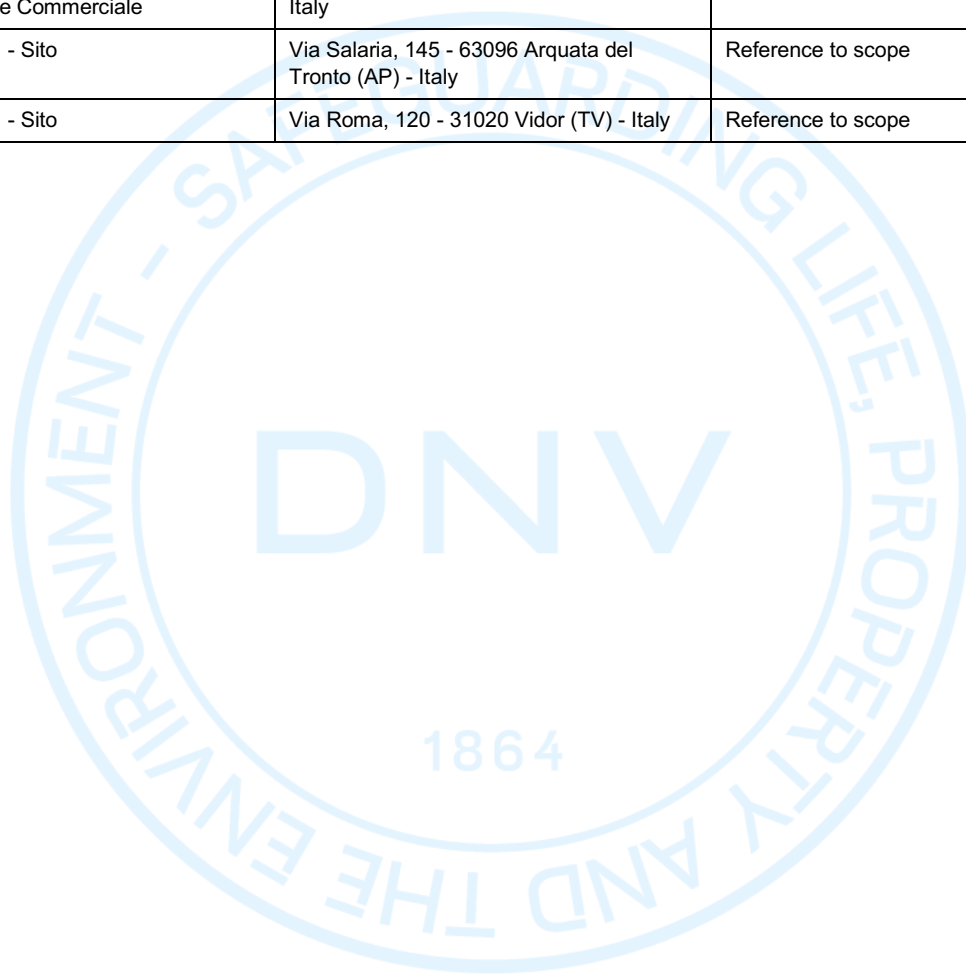 e Commerciale
Italy
- Sito
Via Salaria, 145 - 63096 Arquata del
Tronto (AP) - Italy
Reference to scope
- Sito
Via Roma, 120 - 31020 Vidor (TV) - Italy
Reference to scope
SAFEGUARDING LIFE, PROPERTY AND THE ENVIRONMENT -
DNV
1864